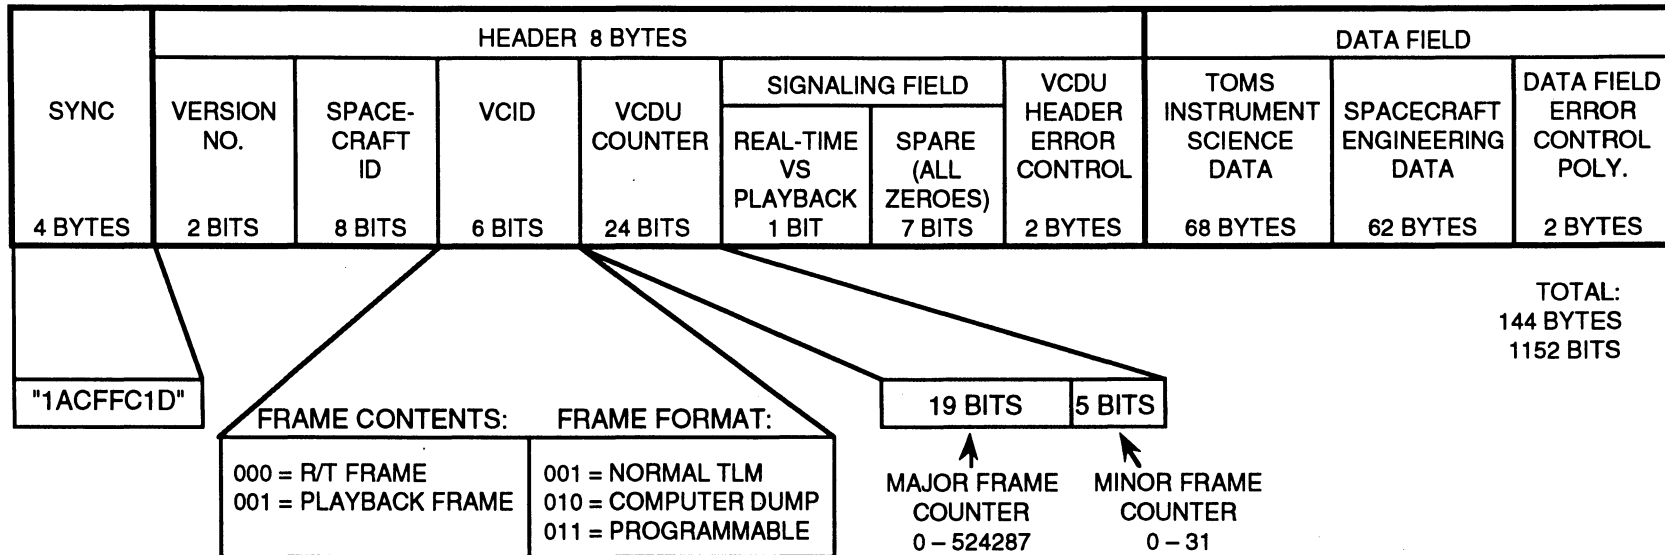 HEADER 8 BYTES
DATA FIELD
SYNC
4 BYTES
VERSION
NO.
2 BITS
SPACE-
CRAFT
ID
8 BITS
VCID
6 BITS
VCDU
COUNTER
24 BITS
SIGNALING FIELD
REAL-TIME
VS
PLAYBACK
1 BIT
SPARE
(ALL
ZEROES)
7 BITS
VCDU
HEADER
ERROR
CONTROL
2 BYTES
TOMS
INSTRUMENT
SCIENCE
DATA
68 BYTES
SPACECRAFT
ENGINEERING
DATA
62 BYTES
DATA FIELD
ERROR
CONTROL
POLY.
2 BYTES
TOTAL:
144 BYTES
1152 BITS
"1ACFFC1D"
FRAME CONTENTS:
000 = R/T FRAME
001 = PLAYBACK FRAME
FRAME FORMAT:
001 = NORMAL TLM
010 = COMPUTER DUMP
011 = PROGRAMMABLE
19 BITS
5 BITS
MAJOR FRAME
COUNTER
0 – 524287
MINOR FRAME
COUNTER
0 – 31